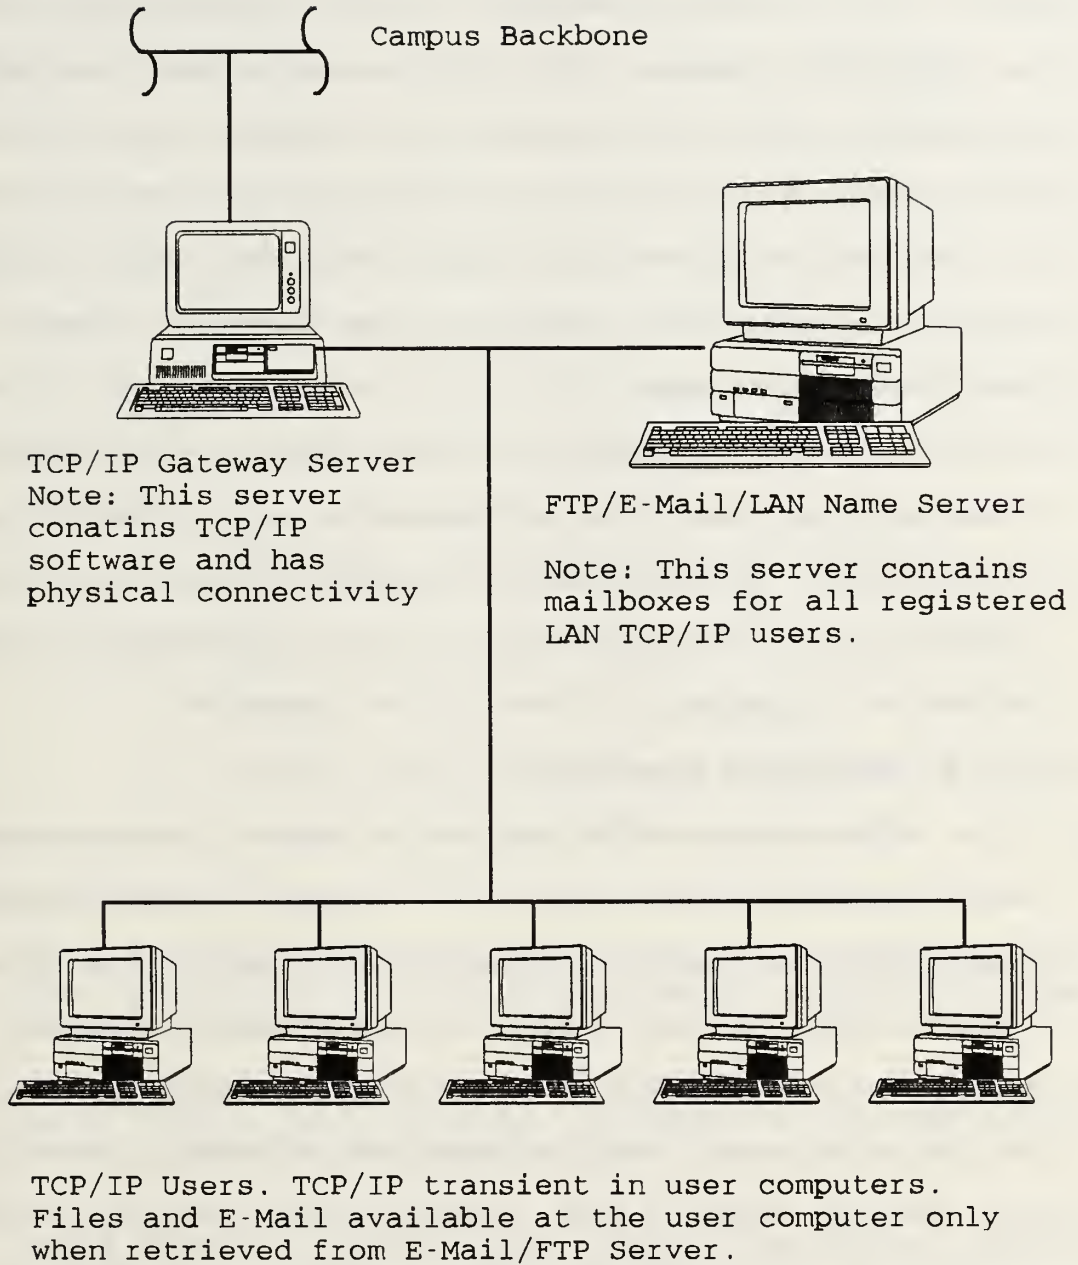 Campus Backbone
TCP/IP Gateway Server
Note: This server
conatins TCP/IP
software and has
physical connectivity
FTP/E-Mail/LAN Name Server
Note: This server contains
mailboxes for all registered
LAN TCP/IP users.
TCP/IP Users. TCP/IP transient in user computers.
Files and E-Mail available at the user computer only
when retrieved from E-Mail/FTP Server.